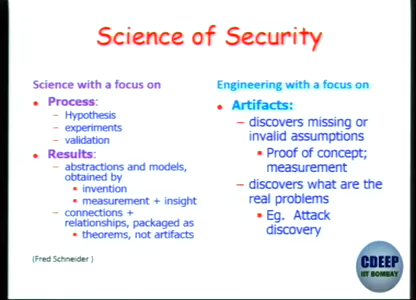 Science of Security
Science with a focus on
Process:
– Hypothesis
– experiments
– validation
Results:
– abstractions and models,
obtained by
invention
measurement + insight
– connections +
relationships, packaged as
theorems, not artifacts
(Fred Schneider )
Engineering with a focus on
Artifacts:
– discovers missing or
invalid assumptions
Proof of concept;
measurement
– discovers what are the
real problems
Eg. Attack
discovery
CDEEP
IIT BOMBAY